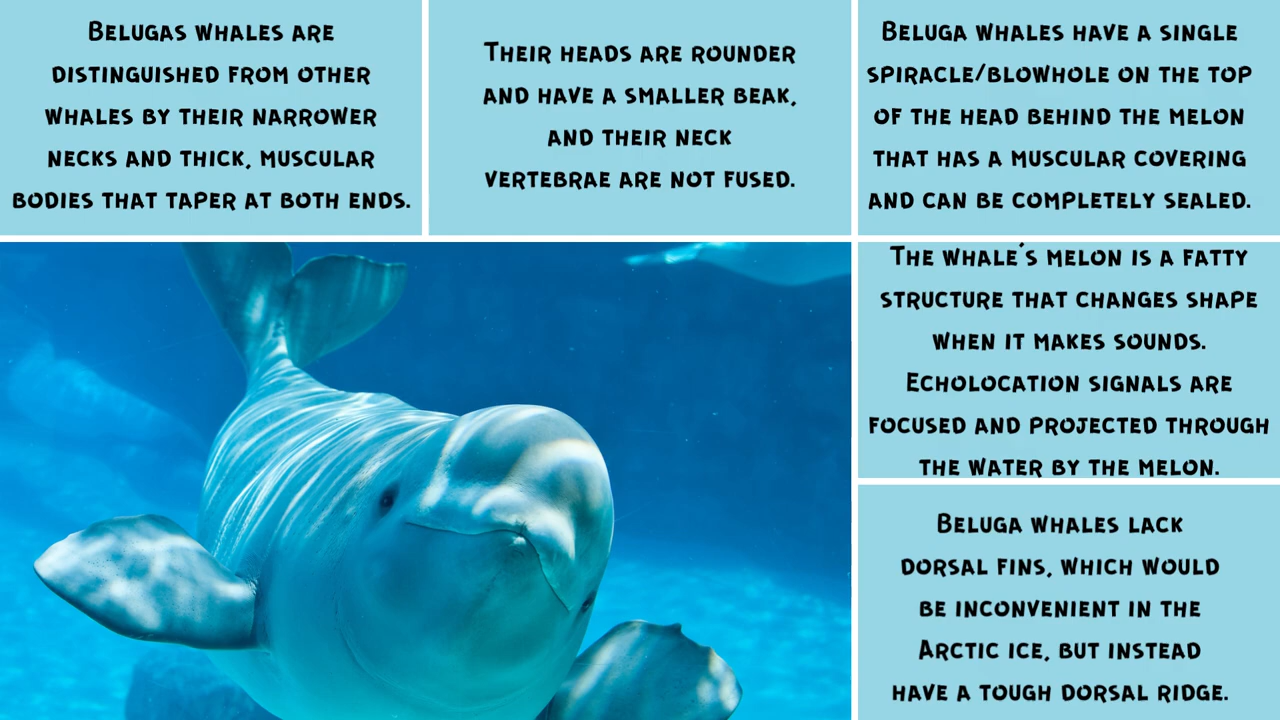 Belugas whales are
distinguished from other
whales by their narrower
necks and thick, muscular
bodies that taper at both ends.
Their heads are rounder
and have a smaller beak,
and their neck
vertebrae are not fused.
Beluga whales have a single
spiracle/blowhole on the top
of the head behind the melon
that has a muscular covering
and can be completely sealed.
The whale's melon is a fatty
structure that changes shape
when it makes sounds.
Echolocation signals are
focused and projected through
the water by the melon.
Beluga whales lack
dorsal fins, which would
be inconvenient in the
Arctic ice, but instead
have a tough dorsal ridge.